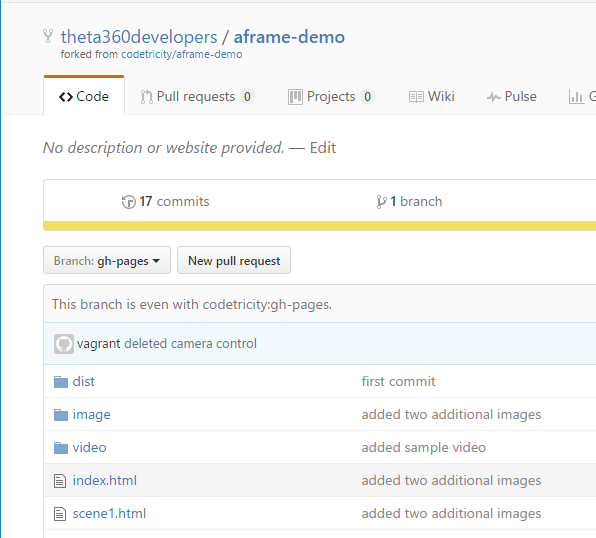 theta360developers / aframe-demo
forked from codetricity/aframe-demo
Code Pull requests 0 Projects 0 Wiki Pulse G
No description or website provided. — Edit
17 commits 1 branch
Branch: gh-pages New pull request
This branch is even with codetricity:gh-pages.
vagrant deleted camera control
dist first commit
image added two additional images
video added sample video
index.html added two additional images
scene1.html added two additional images